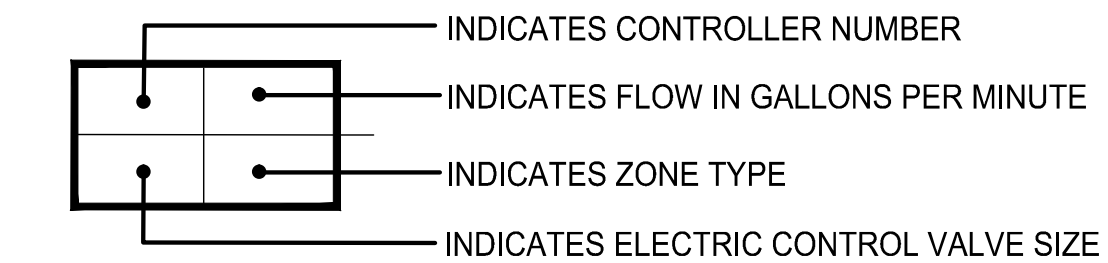 INDICATES CONTROLLER NUMBER
INDICATES FLOW IN GALLONS PER MINUTE
INDICATES ZONE TYPE
INDICATES ELECTRIC CONTROL VALVE SIZE